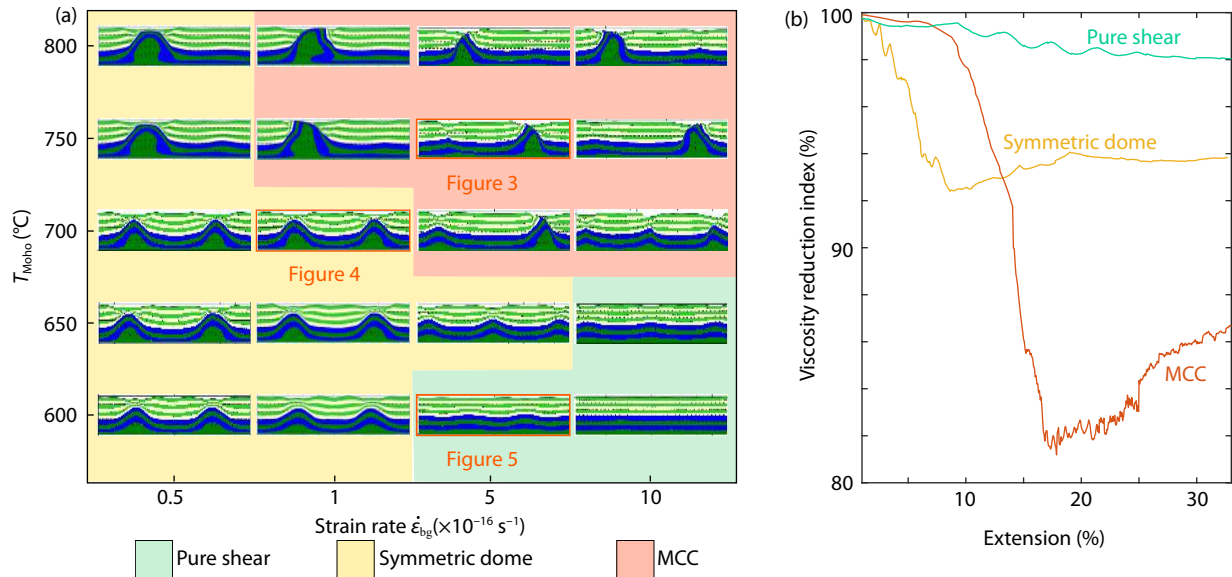 (a)
800
750
700
650
600
T_Moho (°C)
Figure 3
Figure 4
Figure 5
0.5 1 5 10
Strain rate ε̇_bg(×10⁻¹⁶ s⁻¹)
Pure shear Symmetric dome MCC
(b)
100
90
80
Viscosity reduction index (%)
Pure shear
Symmetric dome
MCC
10 20 30
Extension (%)